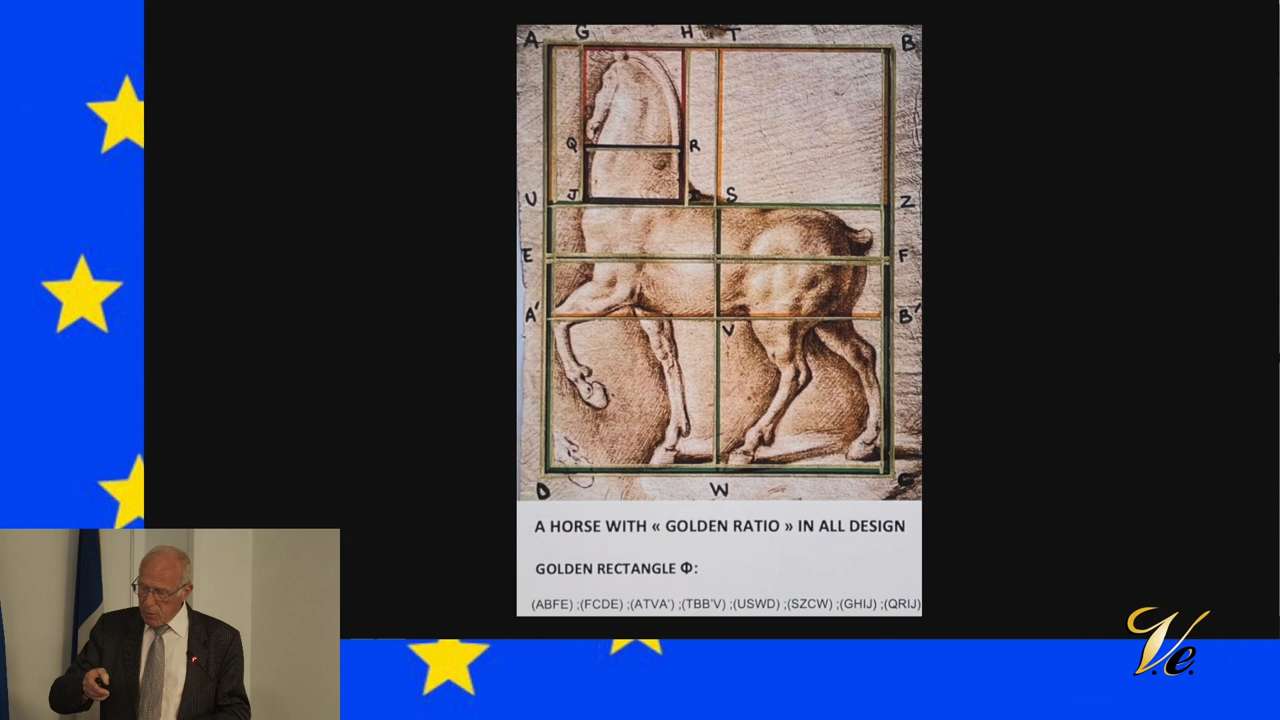 A G H T B
Q R
U J I S Z
E F
A' B'
V
D W C
A HORSE WITH « GOLDEN RATIO » IN ALL DESIGN
GOLDEN RECTANGLE Φ:
(ABFE) ;(FCDE) ;(ATVA') ;(TBB'V) ;(USWD) ;(SZCW) ;(GHIJ) ;(QRIJ)
V.e.